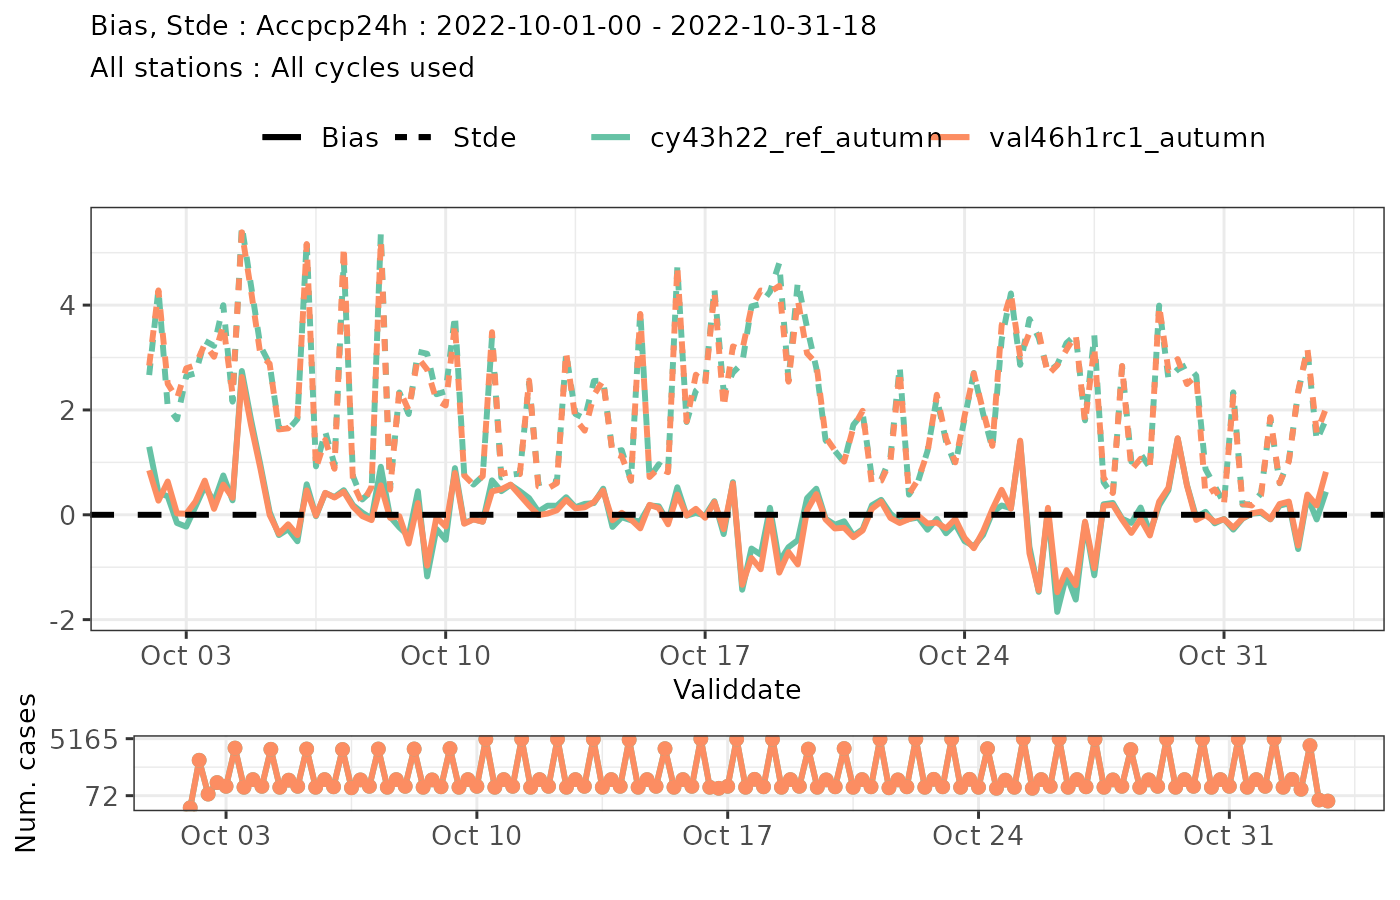 Bias, Stde : Accpcp24h : 2022-10-01-00 - 2022-10-31-18
All stations : All cycles used
Bias Stde cy43h22_ref_autumn val46h1rc1_autumn
4
2
0
-2
Oct 03 Oct 10 Oct 17 Oct 24 Oct 31
Validdate
Num. cases
5165
72
Oct 03 Oct 10 Oct 17 Oct 24 Oct 31